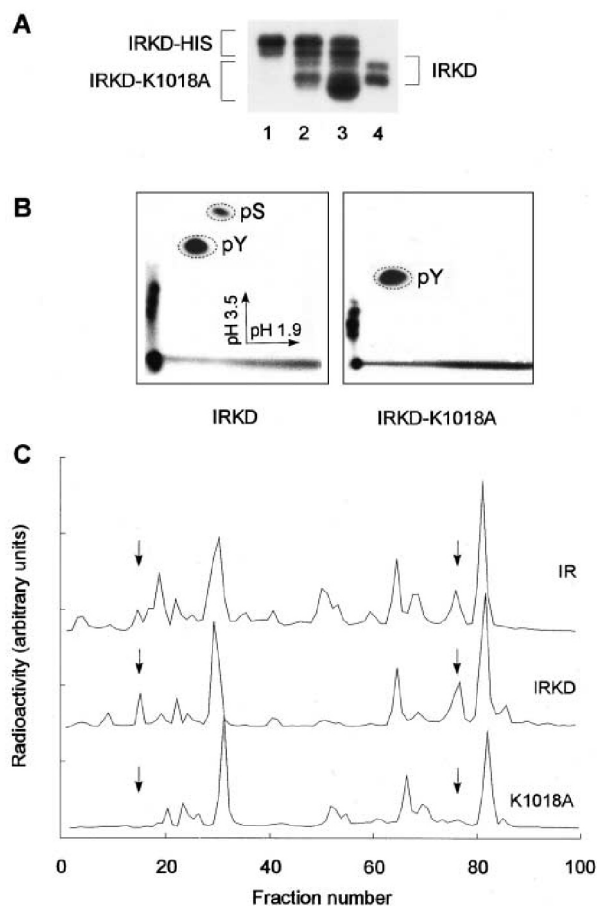 A
IRKD-HIS
IRKD-K1018A
IRKD
1 2 3 4
B
pS
pY
pH 3.5
pH 1.9
pY
IRKD IRKD-K1018A
C
Radioactivity (arbitrary units)
IR
IRKD
K1018A
0 20 40 60 80 100
Fraction number